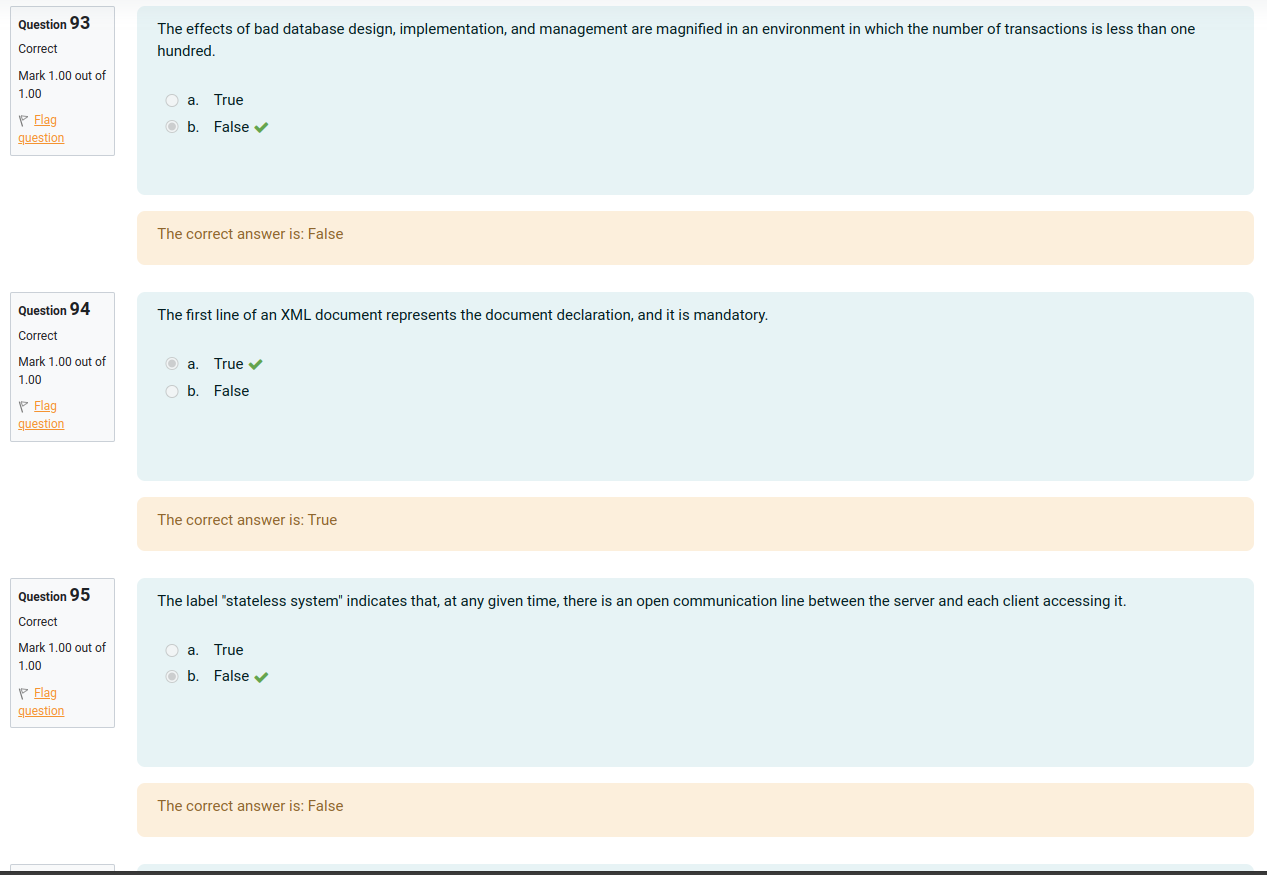 Question 93
Correct
Mark 1.00 out of
1.00
Flag
question
The effects of bad database design, implementation, and management are magnified in an environment in which the number of transactions is less than one
hundred.
a. True
b. False
The correct answer is: False
Question 94
Correct
Mark 1.00 out of
1.00
Flag
question
The first line of an XML document represents the document declaration, and it is mandatory.
a. True
b. False
The correct answer is: True
Question 95
Correct
Mark 1.00 out of
1.00
Flag
question
The label "stateless system" indicates that, at any given time, there is an open communication line between the server and each client accessing it.
a. True
b. False
The correct answer is: False